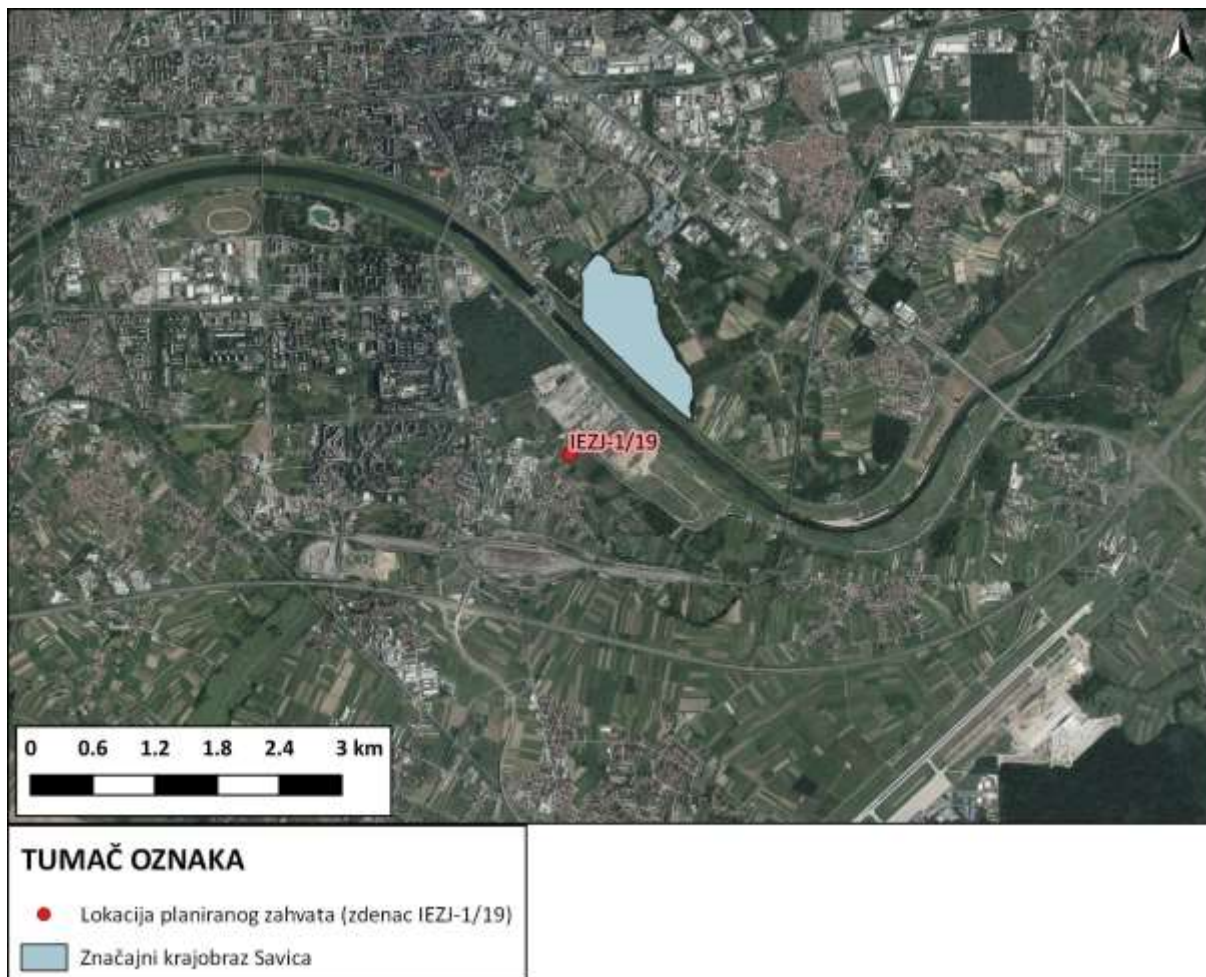 IEZJ-1/19
0 0.6 1.2 1.8 2.4 3 km
TUMAČ OZNAKA
Lokacija planiranog zahvata (zdenac IEZJ-1/19)
Značajni krajobraz Savica